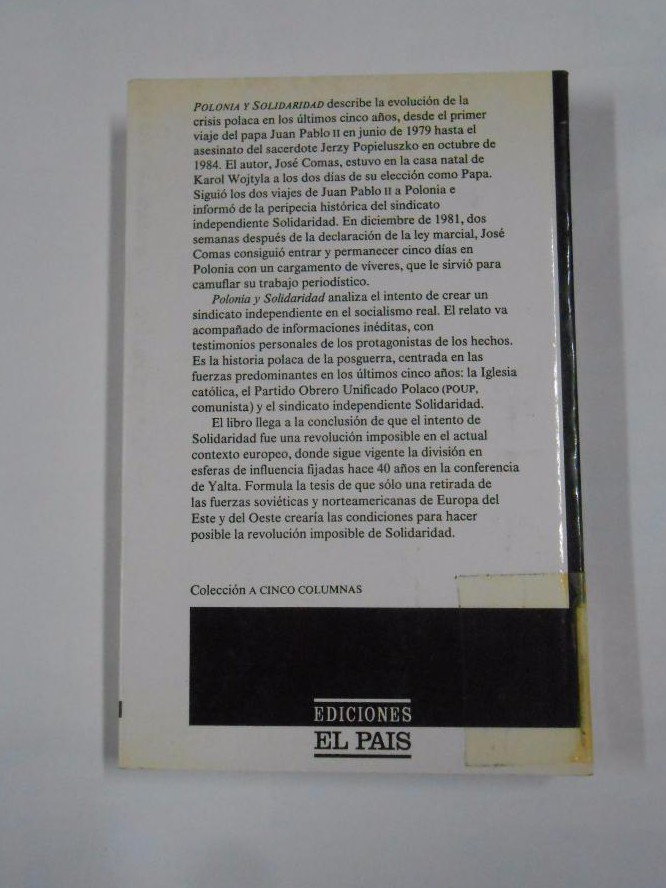 POLONIA Y SOLIDARIDAD describe la evolución de la
crisis polaca en los últimos cinco años, desde el primer
viaje del papa Juan Pablo II en junio de 1979 hasta el
asesinato del sacerdote Jerzy Popieluszko en octubre de
1984. El autor, José Comas, estuvo en la casa natal de
Karol Wojtyla a los dos días de su elección como Papa.
Siguió los dos viajes de Juan Pablo II a Polonia e
informó de la peripecia histórica del sindicato
independiente Solidaridad. En diciembre de 1981, dos
semanas después de la declaración de la ley marcial, José
Comas consiguió entrar y permanecer cinco días en
Polonia con un cargamento de víveres, que le sirvió para
camuflar su trabajo periodístico.
Polonia y Solidaridad analiza el intento de crear un
sindicato independiente en el socialismo real. El relato va
acompañado de informaciones inéditas, con
testimonios personales de los protagonistas de los hechos.
Es la historia polaca de la posguerra, centrada en las
fuerzas predominantes en los últimos cinco años: la Iglesia
católica, el Partido Obrero Unificado Polaco (POUP,
comunista) y el sindicato independiente Solidaridad.
El libro llega a la conclusión de que el intento de
Solidaridad fue una revolución imposible en el actual
contexto europeo, donde sigue vigente la división en
esferas de influencia fijadas hace 40 años en la conferencia
de Yalta. Formula la tesis de que sólo una retirada de
las fuerzas soviéticas y norteamericanas de Europa del
Este y del Oeste crearía las condiciones para hacer
posible la revolución imposible de Solidaridad.
Colección A CINCO COLUMNAS
EDICIONES
EL PAIS